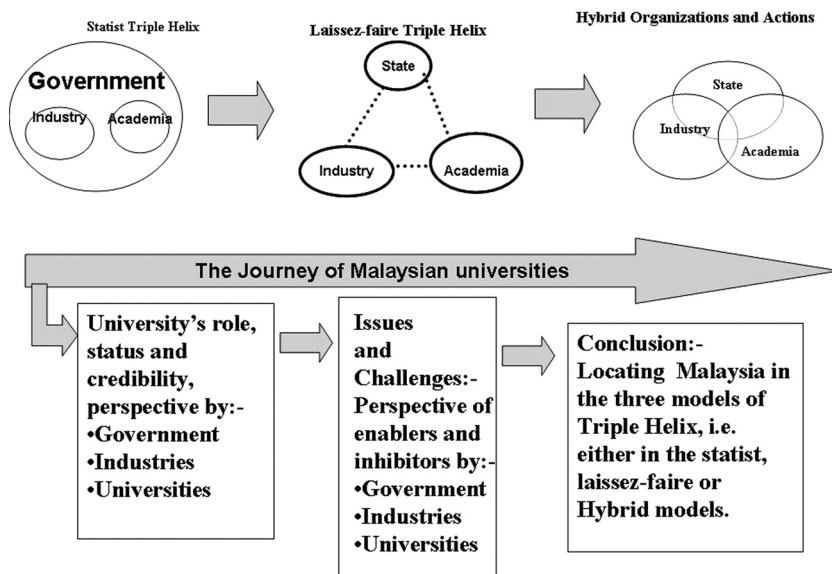 Statist Triple Helix
Laissez-faire Triple Helix
Hybrid Organizations and Actions
Government
Industry
Academia
State
Industry
Academia
State
Industry
Academia
The Journey of Malaysian universities
University's role,
status and
credibility,
perspective by:-
•Government
•Industries
•Universities
Issues
and
Challenges:-
Perspective of
enablers and
inhibitors by:-
•Government
•Industries
•Universities
Conclusion:-
Locating Malaysia in
the three models of
Triple Helix, i.e.
either in the statist,
laissez-faire or
Hybrid models.